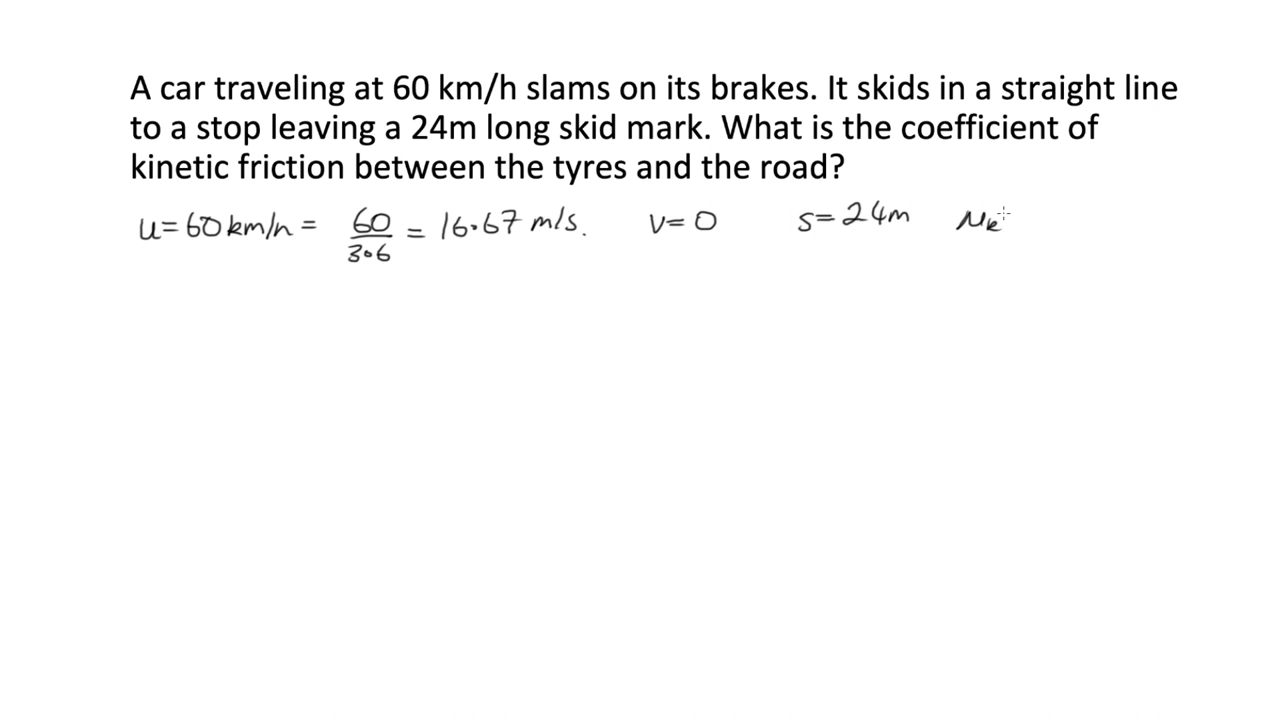 A car traveling at 60 km/h slams on its brakes. It skids in a straight line
to a stop leaving a 24m long skid mark. What is the coefficient of
kinetic friction between the tyres and the road?
u = 60 km/h = 60/3.6 = 16.67 m/s. v = 0 s = 24m μk